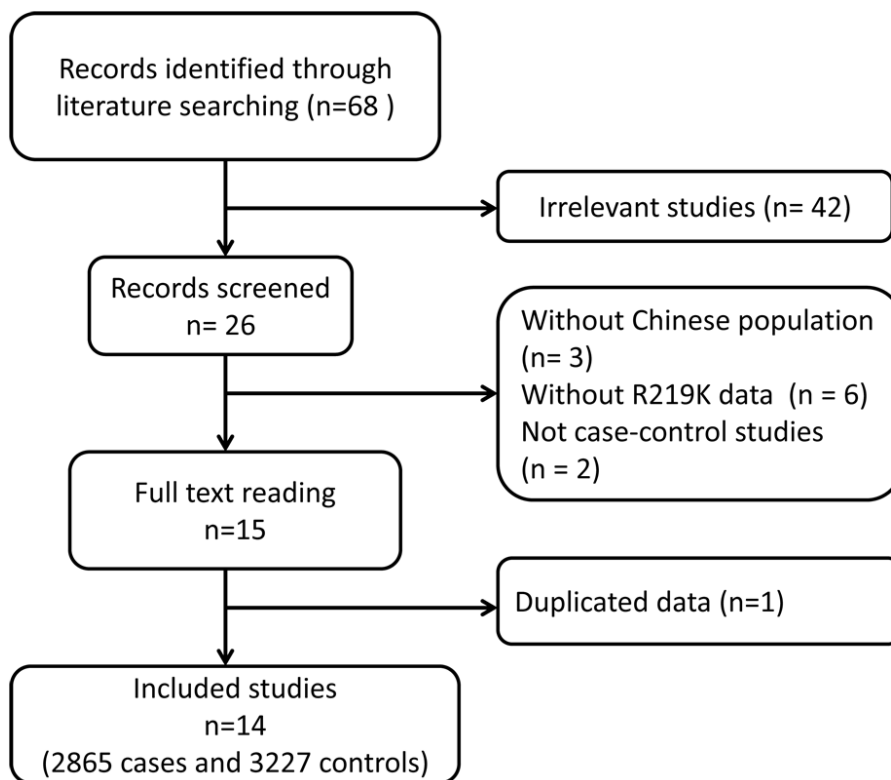 Records identified through
literature searching (n=68 )
Irrelevant studies (n= 42)
Records screened
n= 26
Without Chinese population
(n= 3)
Without R219K data  (n = 6)
Not case-control studies
(n = 2)
Full text reading
n=15
Duplicated data (n=1)
Included studies
n=14
(2865 cases and 3227 controls)